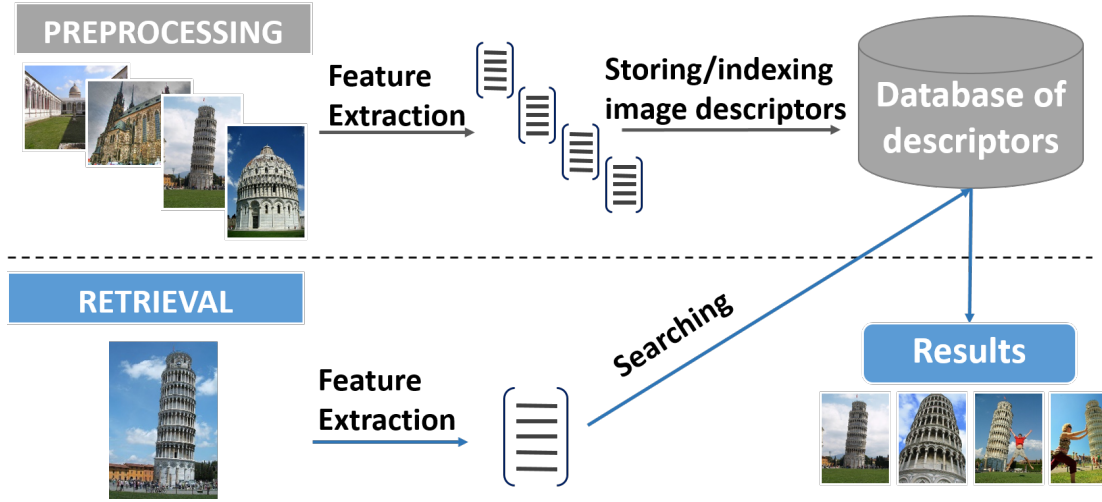 PREPROCESSING
Feature
Extraction
Storing/indexing
image descriptors
Database of
descriptors
RETRIEVAL
Feature
Extraction
Searching
Results